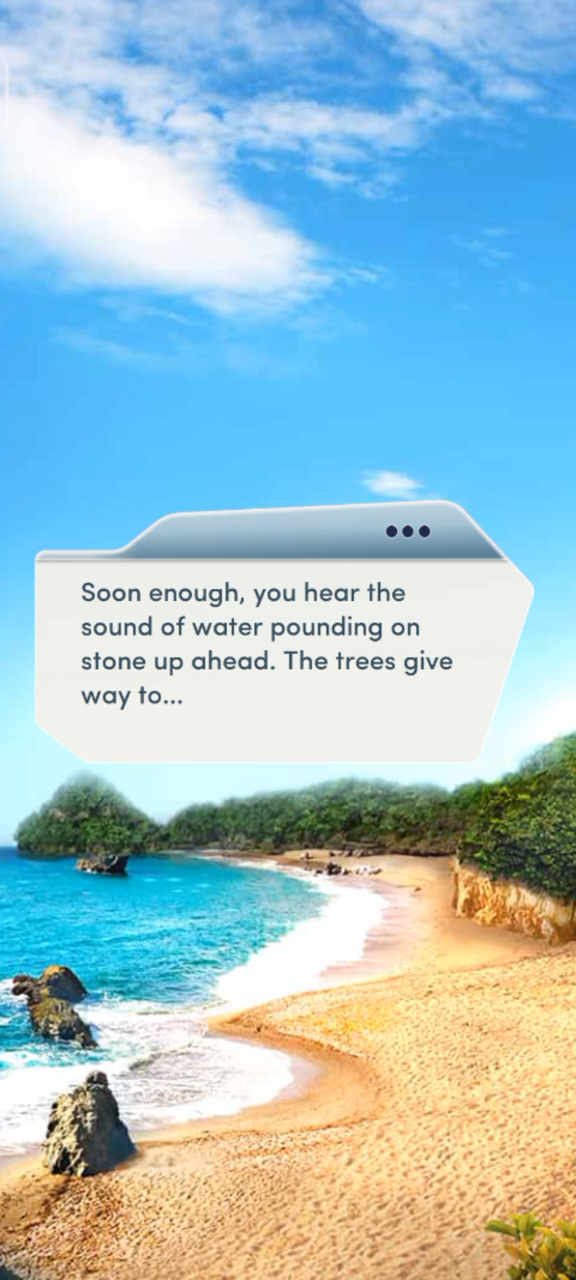 Soon enough, you hear the
sound of water pounding on
stone up ahead. The trees give
way to...